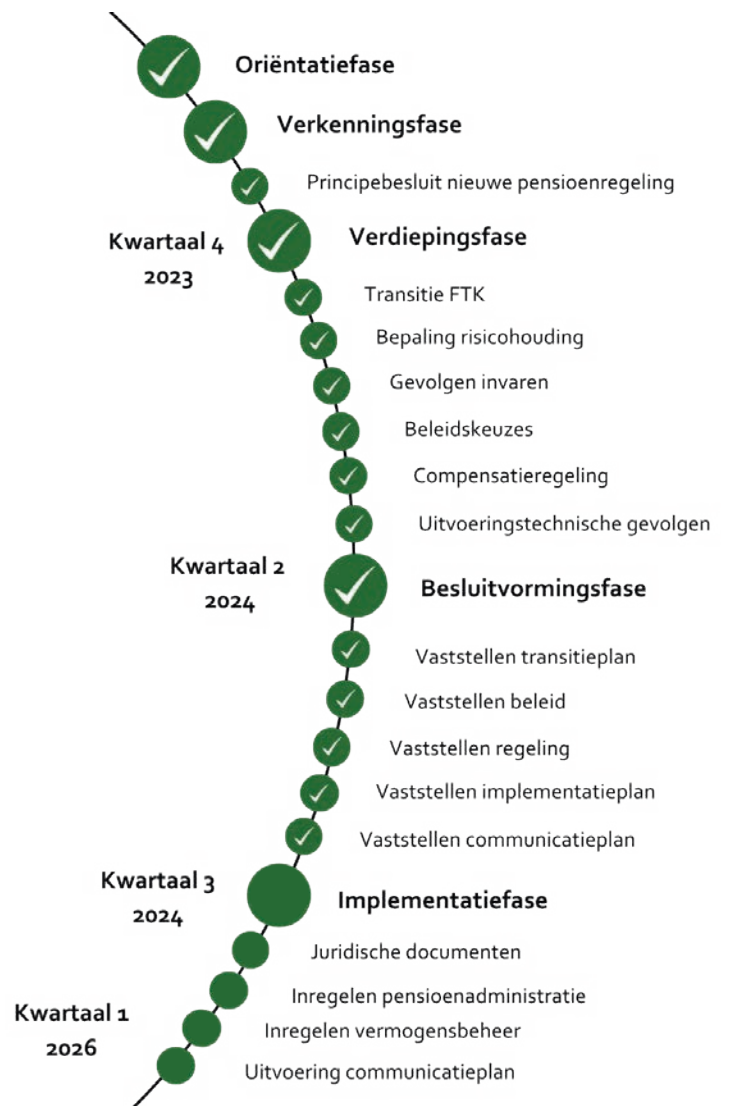 Oriëntatiefase
Verkenningsfase
Principebesluit nieuwe pensioenregeling
Kwartaal 4
2023
Verdiepingsfase
Transitie FTK
Bepaling risicohouding
Gevolgen invaren
Beleidskeuzes
Compensatieregeling
Uitvoeringstechnische gevolgen
Kwartaal 2
2024
Besluitvormingsfase
Vaststellen transitieplan
Vaststellen beleid
Vaststellen regeling
Vaststellen implementatieplan
Vaststellen communicatieplan
Kwartaal 3
2024
Implementatiefase
Juridische documenten
Inregelen pensioenadministratie
Kwartaal 1
2026
Inregelen vermogensbeheer
Uitvoering communicatieplan